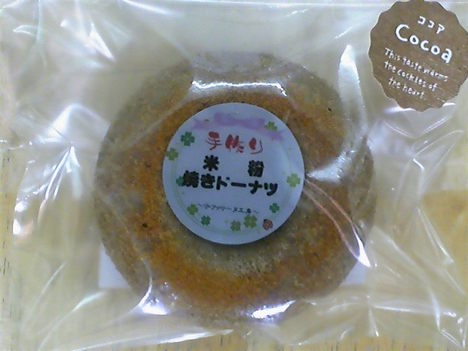 ココア
Cocoa
This taste warms
the cockles of
the heart.
手作り
米 粉
焼きドーナツ